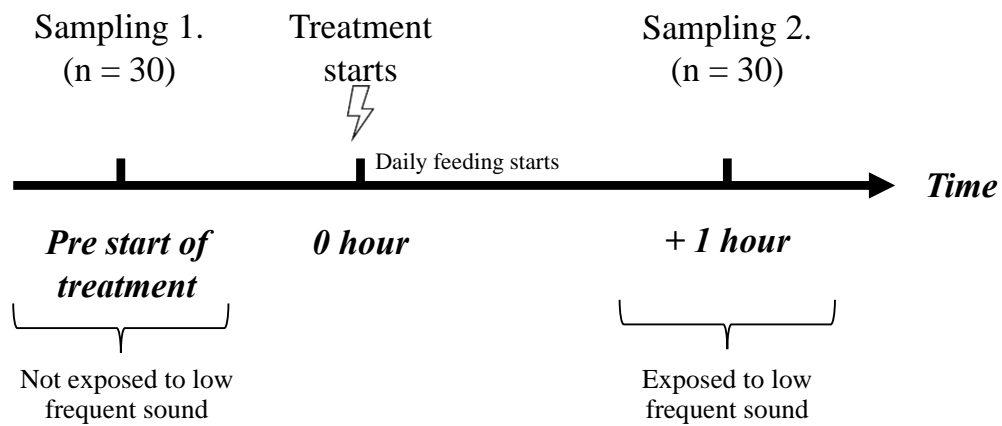 Sampling 1.
(n = 30)
Treatment
starts
Sampling 2.
(n = 30)
Daily feeding starts
Time
Pre start of
treatment
0 hour
+ 1 hour
Not exposed to low
frequent sound
Exposed to low
frequent sound